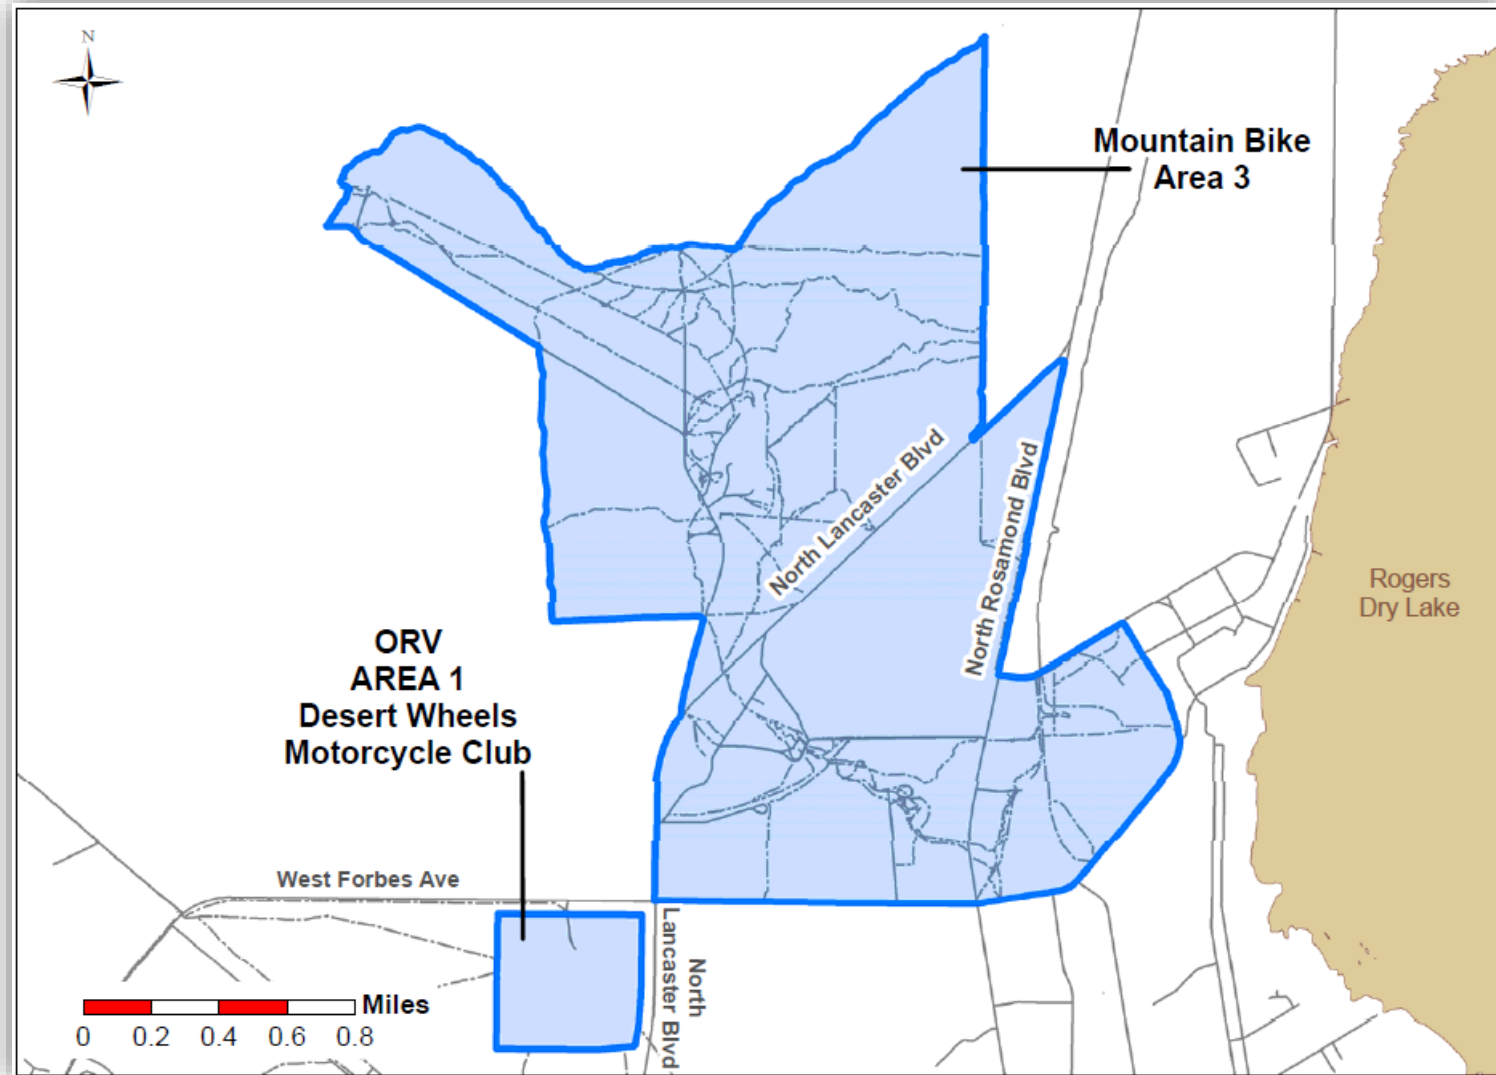 N
Mountain Bike
Area 3
North Lancaster Blvd
North Rosamond Blvd
Rogers
Dry Lake
ORV
AREA 1
Desert Wheels
Motorcycle Club
West Forbes Ave
North
Lancaster Blvd
Miles
0 0.2 0.4 0.6 0.8